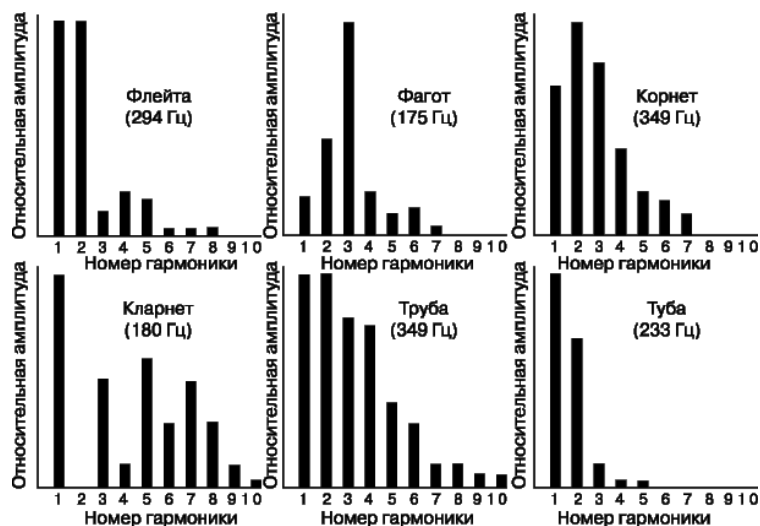 Относительная амплитуда
Флейта
(294 Гц)
1 2 3 4 5 6 7 8 9 10
Номер гармоники
Относительная амплитуда
Фагот
(175 Гц)
1 2 3 4 5 6 7 8 9 10
Номер гармоники
Относительная амплитуда
Корнет
(349 Гц)
1 2 3 4 5 6 7 8 9 10
Номер гармоники
Относительная амплитуда
Кларнет
(180 Гц)
1 2 3 4 5 6 7 8 9 10
Номер гармоники
Относительная амплитуда
Труба
(349 Гц)
1 2 3 4 5 6 7 8 9 10
Номер гармоники
Относительная амплитуда
Туба
(233 Гц)
1 2 3 4 5 6 7 8 9 10
Номер гармоники